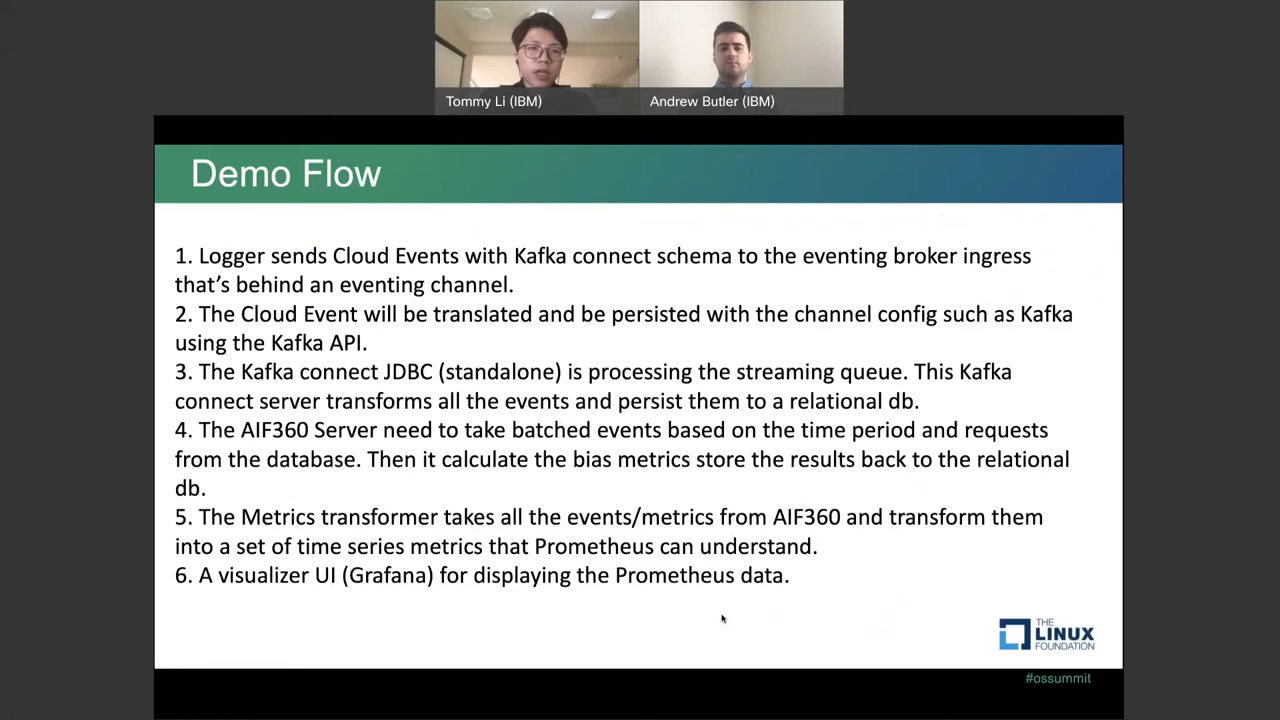 Tommy Li (IBM)
Andrew Butler (IBM)
Demo Flow
1. Logger sends Cloud Events with Kafka connect schema to the eventing broker ingress
that’s behind an eventing channel.
2. The Cloud Event will be translated and be persisted with the channel config such as Kafka
using the Kafka API.
3. The Kafka connect JDBC (standalone) is processing the streaming queue. This Kafka
connect server transforms all the events and persist them to a relational db.
4. The AIF360 Server need to take batched events based on the time period and requests
from the database. Then it calculate the bias metrics store the results back to the relational
db.
5. The Metrics transformer takes all the events/metrics from AIF360 and transform them
into a set of time series metrics that Prometheus can understand.
6. A visualizer UI (Grafana) for displaying the Prometheus data.
THE
LINUX
FOUNDATION
#ossummit